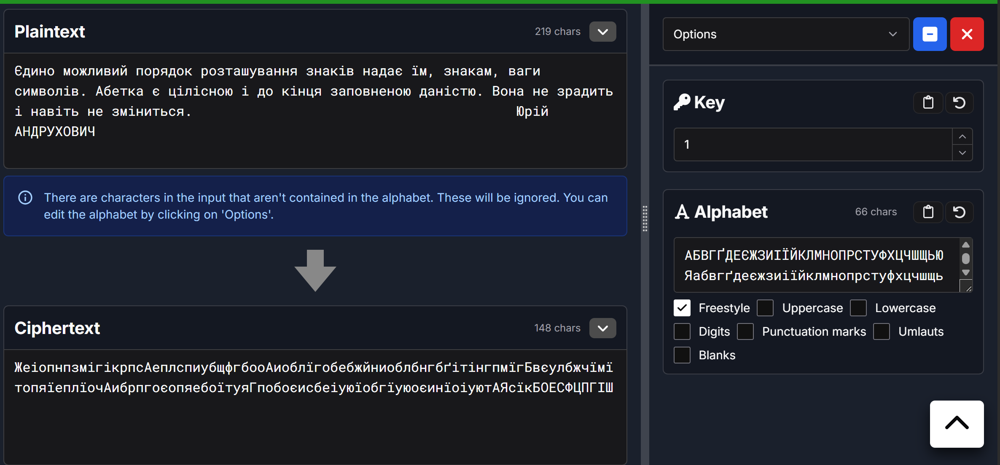 Plaintext
219 chars
Єдино можливий порядок розташування знаків надає їм, знакам, ваги
символів. Абетка є цілісною і до кінця заповненою даністю. Вона не зрадить
і навіть не зміниться. Юрій
АНДРУХОВИЧ
There are characters in the input that aren't contained in the alphabet. These will be ignored. You can
edit the alphabet by clicking on 'Options'.
Ciphertext
148 chars
ЖеіопнпзмігікрпсАеплспиубщфгбооАиоблїгобебжйниоблбнгбґітінгпмїгБвєулбжчїмї
топяїеплїочАибрпгоєопяебоїтуяГпобоєисбеіуюїобгїуюоєинїоіуютАЯсїкБОЕСФЦПГІШ
Options
Key
1
Alphabet
66 chars
АБВГҐДЕЄЖЗИІЇЙКЛМНОПРСТУФХЦЧШЩЬЮ
Яабвгґдеєжзиіїйклмнопрстуфхцчшщь
Freestyle Uppercase Lowercase
Digits Punctuation marks Umlauts
Blanks